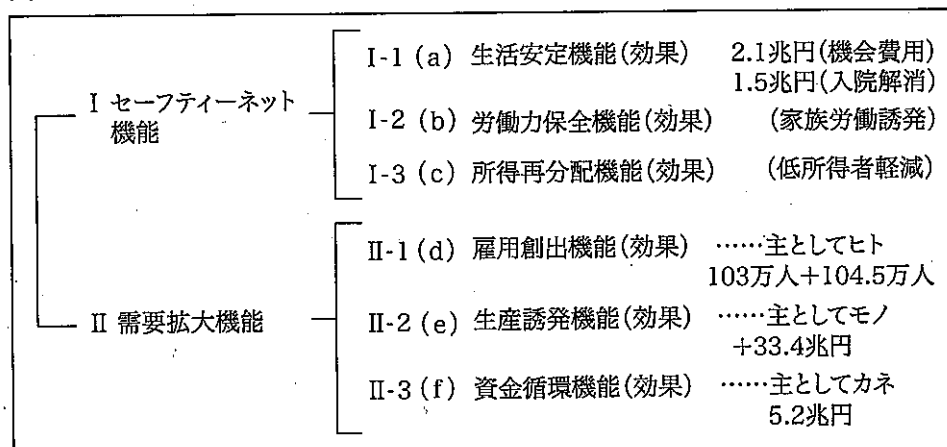 I-1 (a) 生活安定機能(効果) 2.1兆円(機会費用)
1.5兆円(入院解消)
I セーフティーネット
機能
I-2 (b) 労働力保全機能(効果) (家族労働誘発)
I-3 (c) 所得再分配機能(効果) (低所得者軽減)
II-1 (d) 雇用創出機能(効果) ……主としてヒト
103万人+104.5万人
II 需要拡大機能
II-2 (e) 生産誘発機能(効果) ……主としてモノ
+33.4兆円
II-3 (f) 資金循環機能(効果) ……主としてカネ
5.2兆円